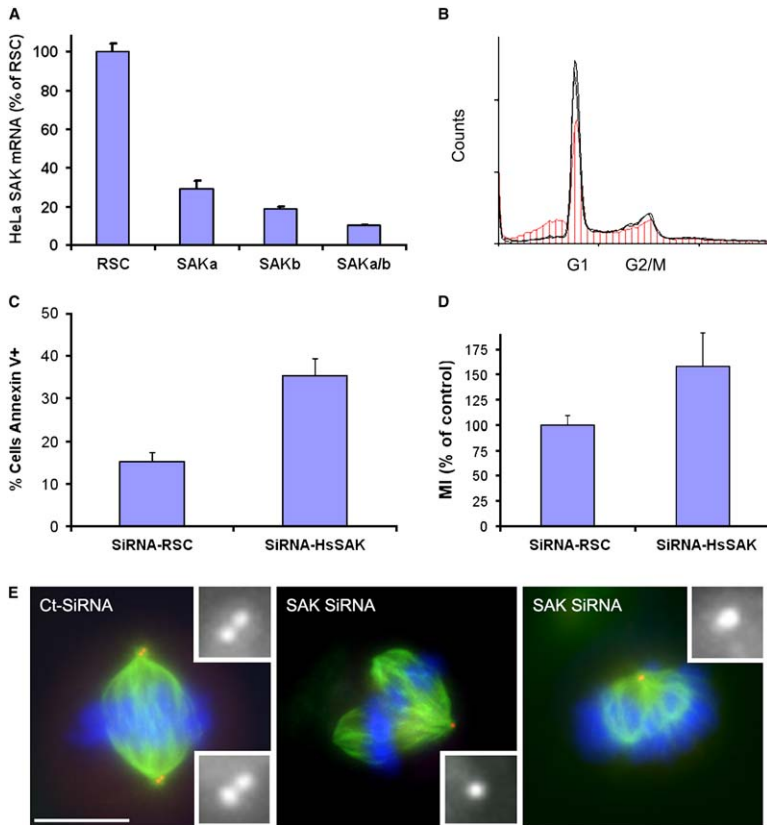 A
HeLa SAK mRNA (% of RSC)
100
80
60
40
20
0
RSC SAKa SAKb SAKa/b
B
Counts
G1 G2/M
C
% Cells Annexin V+
50
40
30
20
10
0
SiRNA-RSC SiRNA-HsSAK
D
MI (% of control)
175
150
125
100
75
50
25
0
SiRNA-RSC SiRNA-HsSAK
E
Ct-SiRNA
SAK SiRNA
SAK SiRNA